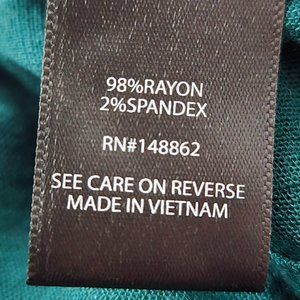 98%RAYON
2%SPANDEX
RN#148862
SEE CARE ON REVERSE
MADE IN VIETNAM